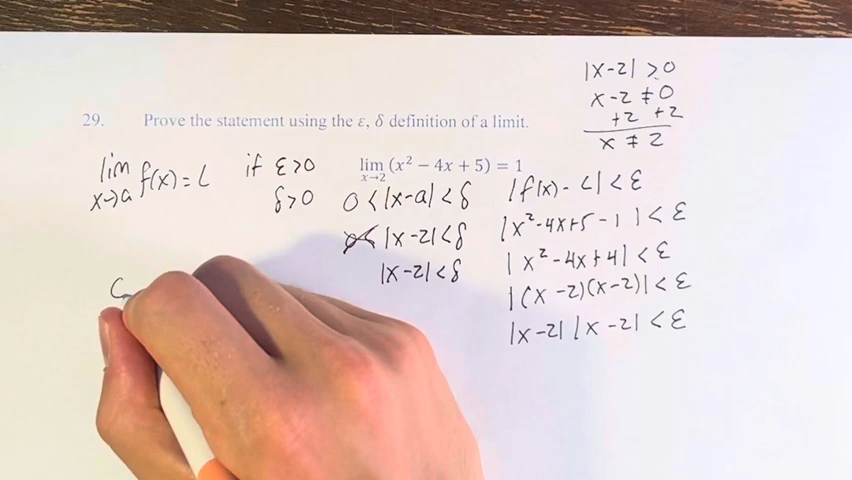 |x-2| > 0
x-2 ≠ 0
+2 +2
x ≠ 2
29. Prove the statement using the ε, δ definition of a limit.
lim x→2 (x² − 4x + 5) = 1
lim x→a f(x) = L if ε>0
δ>0
0<|x-a|<δ
0<|x-2|<δ
|x-2|<δ
|f(x)-L|<ε
|x²-4x+5-1|<ε
|x²-4x+4|<ε
|(x-2)(x-2)|<ε
|x-2||x-2|<ε